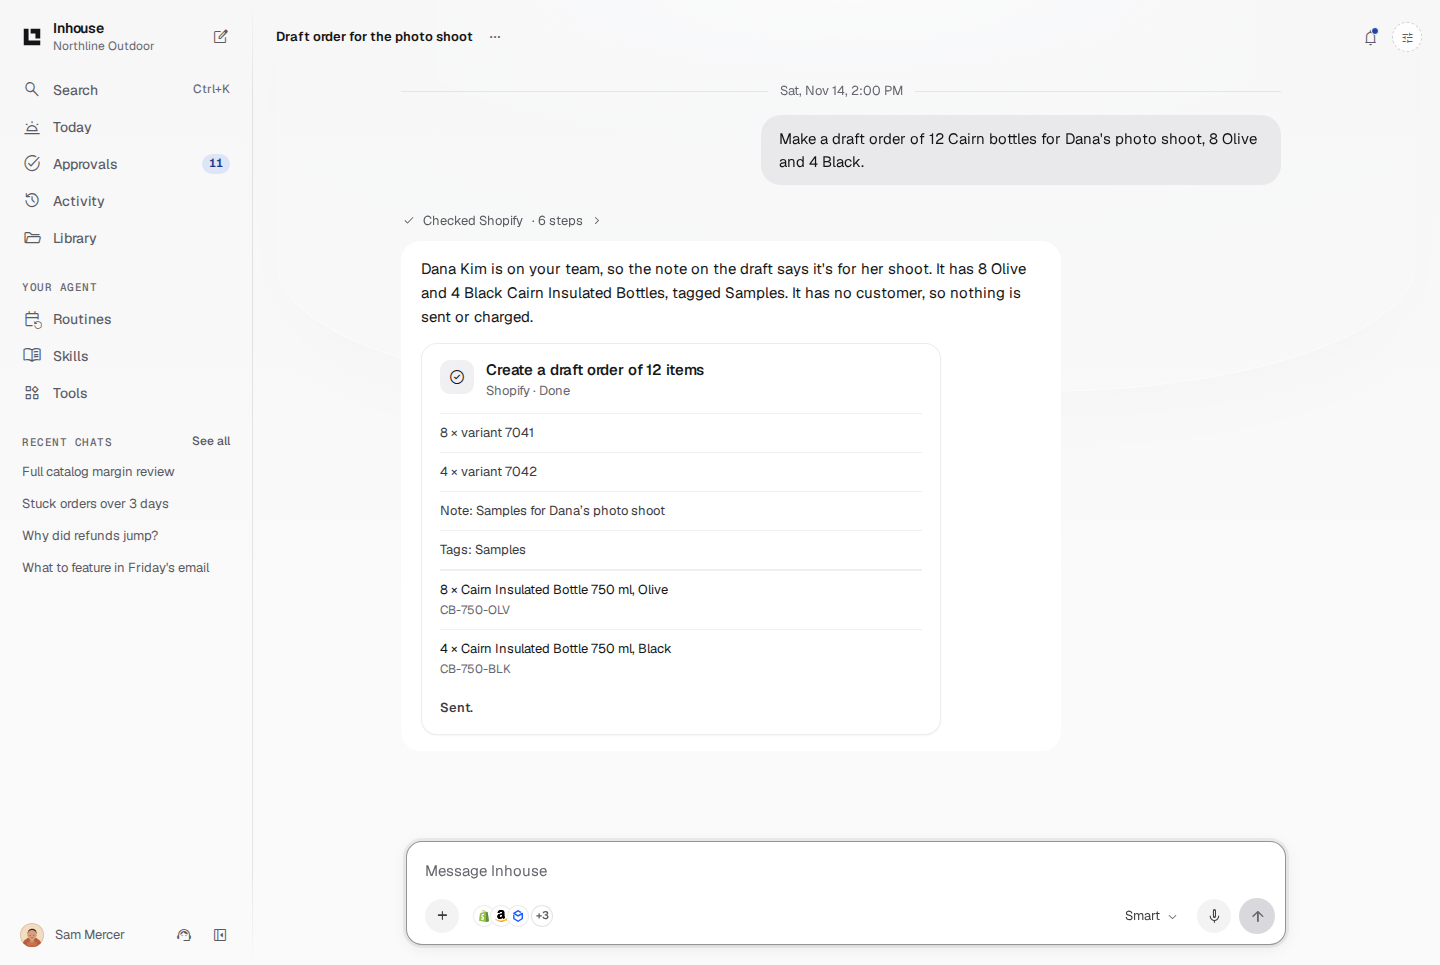 Inhouse
Northline Outdoor
Search Ctrl+K
Today
Approvals 11
Activity
Library
YOUR AGENT
Routines
Skills
Tools
RECENT CHATS See all
Full catalog margin review
Stuck orders over 3 days
Why did refunds jump?
What to feature in Friday's email
Sam Mercer
Draft order for the photo shoot ...
Sat, Nov 14, 2:00 PM
Make a draft order of 12 Cairn bottles for Dana's photo shoot, 8 Olive
and 4 Black.
Checked Shopify · 6 steps
Dana Kim is on your team, so the note on the draft says it's for her shoot. It has 8 Olive
and 4 Black Cairn Insulated Bottles, tagged Samples. It has no customer, so nothing is
sent or charged.
Create a draft order of 12 items
Shopify · Done
8 × variant 7041
4 × variant 7042
Note: Samples for Dana's photo shoot
Tags: Samples
8 × Cairn Insulated Bottle 750 ml, Olive
CB-750-OLV
4 × Cairn Insulated Bottle 750 ml, Black
CB-750-BLK
Sent.
Message Inhouse
+3
Smart